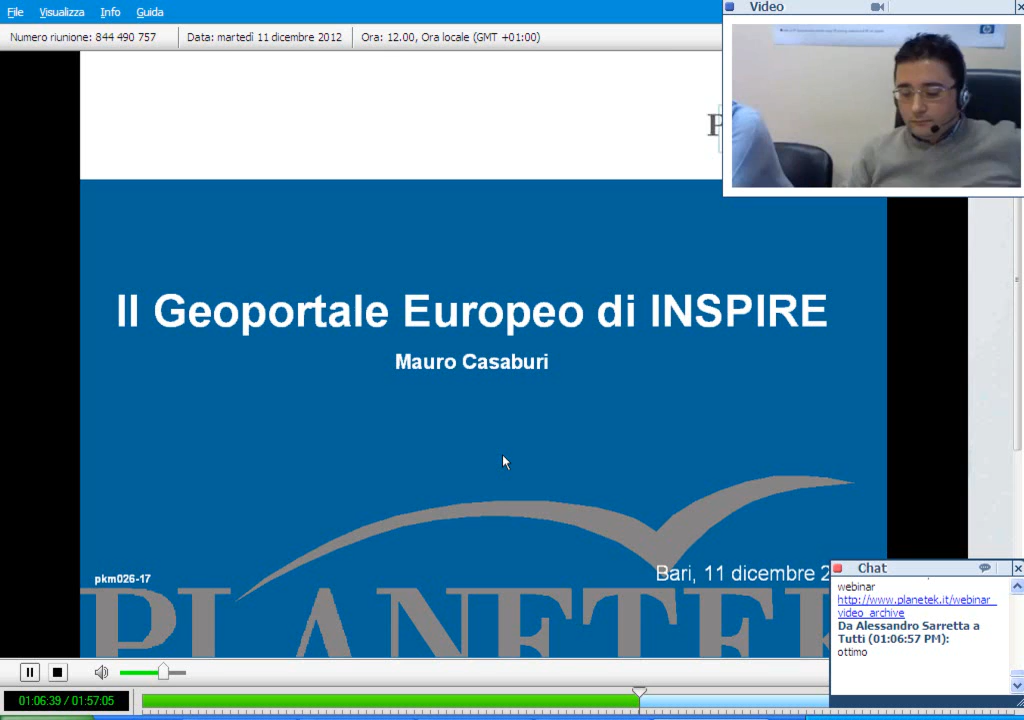 File Visualizza Info Guida
Video
Numero riunione: 844 490 757
Data: martedì 11 dicembre 2012
Ora: 12.00, Ora locale (GMT +01:00)
P
Il Geoportale Europeo di INSPIRE
Mauro Casaburi
pkm026-17
Bari, 11 dicembre 2
PLANETEK
Chat
webinar
http://www.planetek.it/webinar_
video_archive
Da Alessandro Sarretta a
Tutti (01:06:57 PM):
ottimo
01:06:39 / 01:57:05